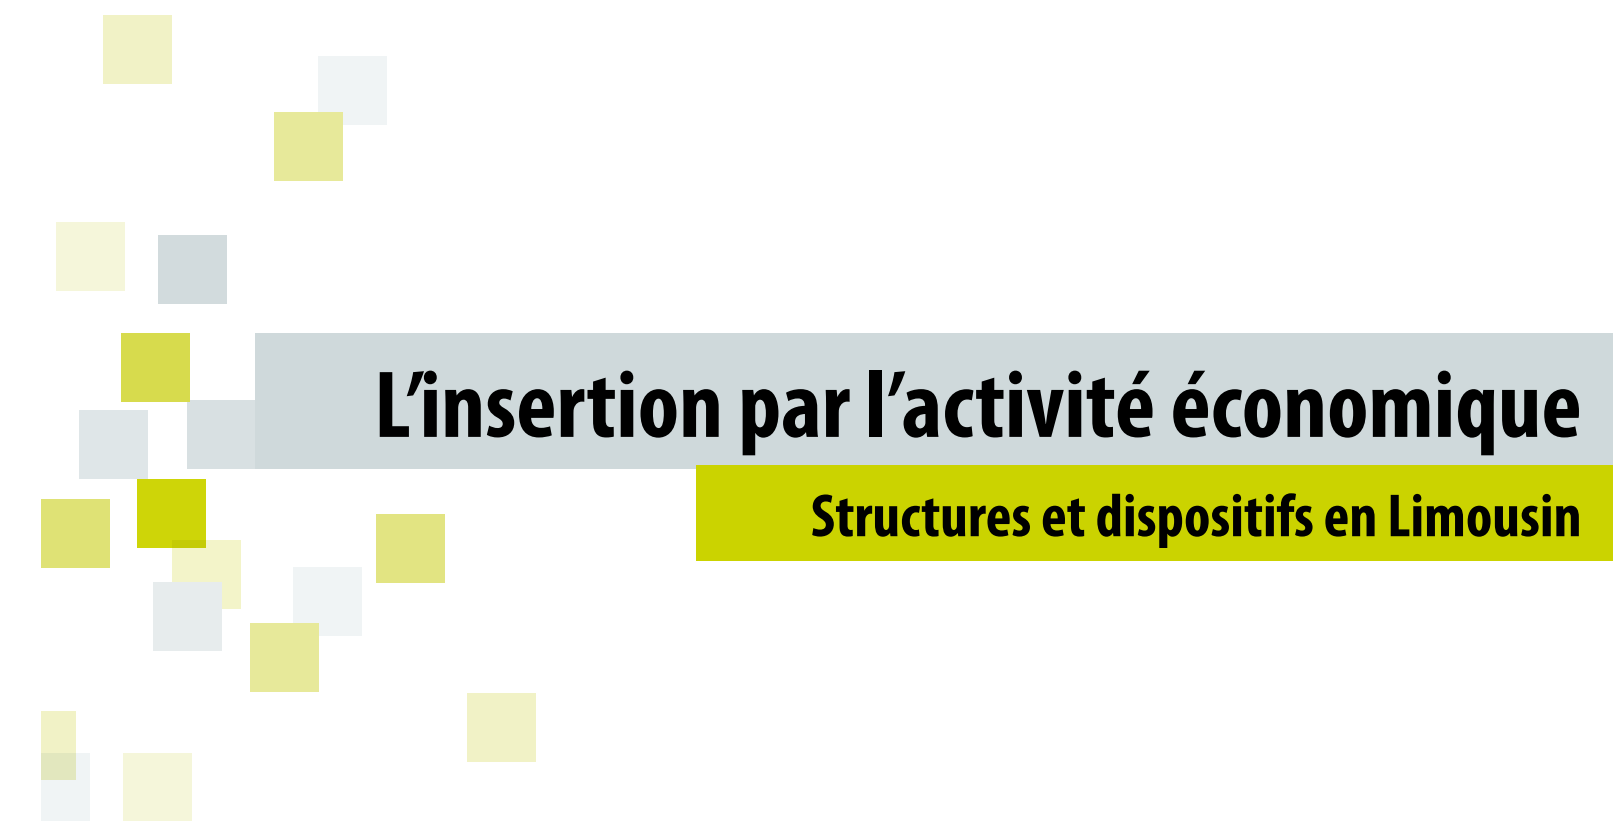 L’insertion par l’activité économique
Structures et dispositifs en Limousin